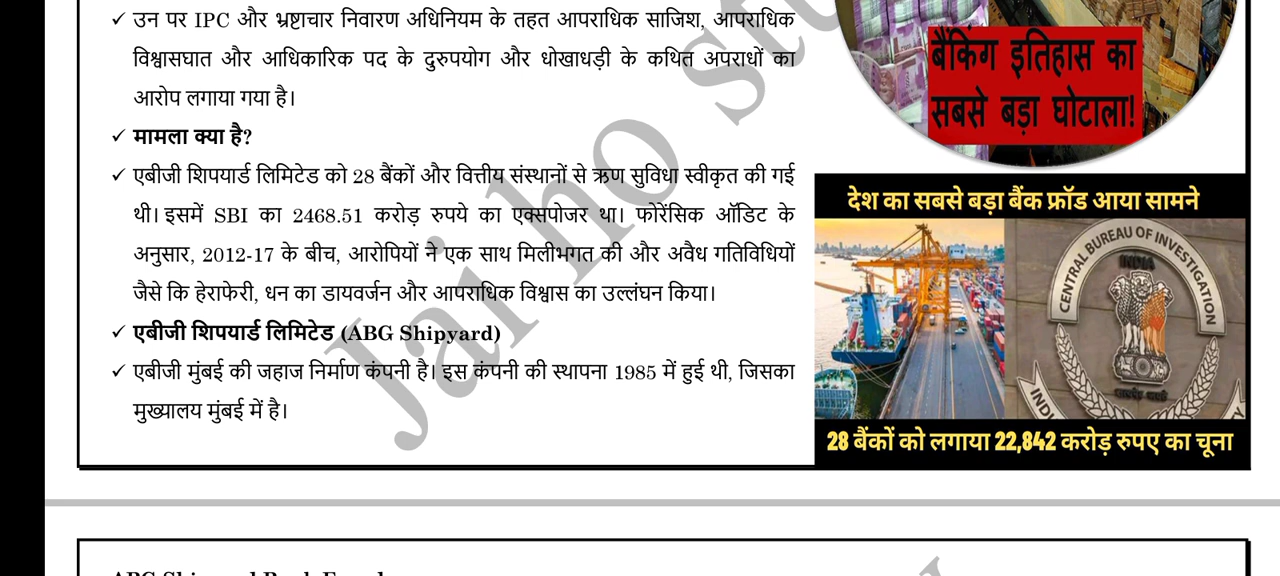 ✓ उन पर IPC और भ्रष्टाचार निवारण अधिनियम के तहत आपराधिक साजिश, आपराधिक
विश्वासघात और आधिकारिक पद के दुरुपयोग और धोखाधड़ी के कथित अपराधों का
आरोप लगाया गया है।
✓ मामला क्या है?
✓ एबीजी शिपयार्ड लिमिटेड को 28 बैंकों और वित्तीय संस्थानों से ऋण सुविधा स्वीकृत की गई
थी। इसमें SBI का 2468.51 करोड़ रुपये का एक्सपोजर था। फोरेंसिक ऑडिट के
अनुसार, 2012-17 के बीच, आरोपियों ने एक साथ मिलीभगत की और अवैध गतिविधियों
जैसे कि हेराफेरी, धन का डायवर्जन और आपराधिक विश्वास का उल्लंघन किया।
✓ एबीजी शिपयार्ड लिमिटेड (ABG Shipyard)
✓ एबीजी मुंबई की जहाज निर्माण कंपनी है। इस कंपनी की स्थापना 1985 में हुई थी, जिसका
मुख्यालय मुंबई में है।
बैंकिंग इतिहास का
सबसे बड़ा घोटाला!
देश का सबसे बड़ा बैंक फ्रॉड आया सामने
CENTRAL BUREAU OF INVESTIGATION
INDIA
28 बैंकों को लगाया 22,842 करोड़ रुपए का चूना
Jai ho